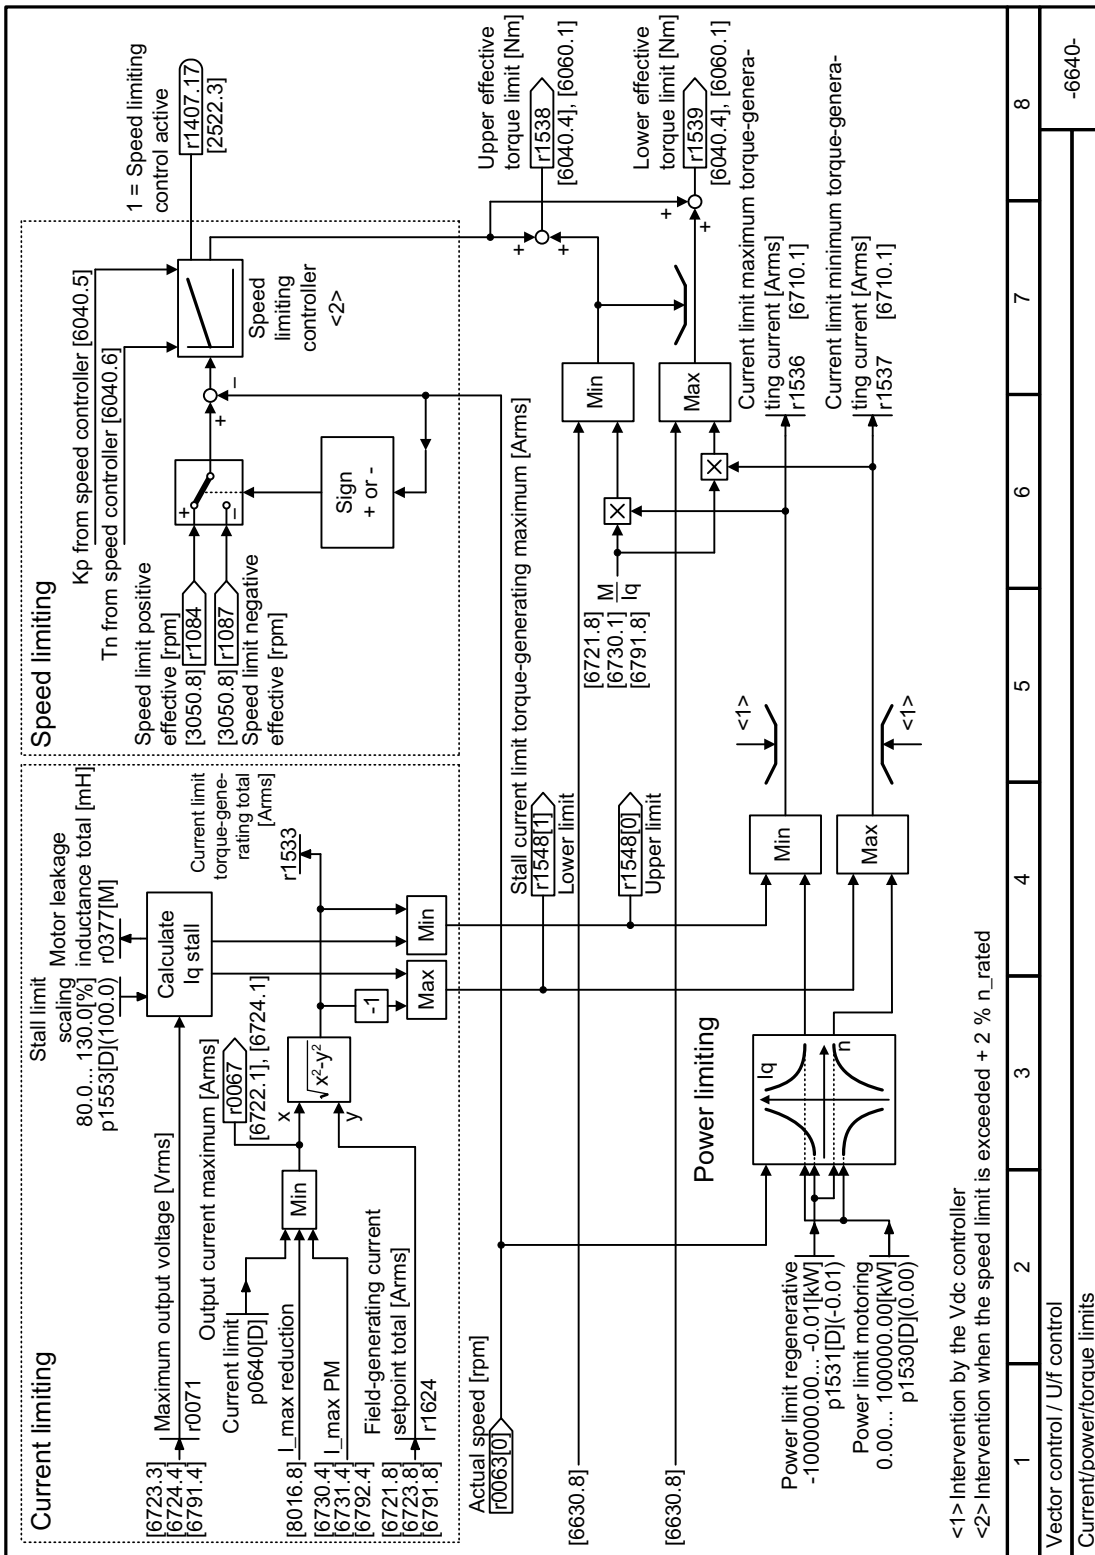 Current limiting
[6723.3]
[6724.4]
[6791.4]
Maximum output voltage [Vrms]
r0071
Stall limit
scaling
80.0... 130.0[%]
p1553[D](100.0)
Motor leakage
inductance total [mH]
r0377[M]
Calculate
Iq stall
Output current maximum [Arms]
r0067
[6722.1], [6724.1]
Current limit
p0640[D]
[8016.8]
I_max reduction
[6730.4]
[6731.4]
[6792.4]
I_max PM
Min
x
y
√x²-y²
-1
Current limit
torque-gene-
rating total
[Arms]
r1533
Field-generating current
setpoint total [Arms]
r1624
[6721.8]
[6723.8]
[6791.8]
Max
Min
Speed limiting
Kp from speed controller [6040.5]
Tn from speed controller [6040.6]
Speed limit positive
effective [rpm]
[3050.8] r1084
[3050.8] r1087
Speed limit negative
effective [rpm]
+
–
Sign
+ or -
+
–
Speed
limiting
controller
<2>
1 = Speed limiting
control active
r1407.17
[2522.3]
Actual speed [rpm]
r0063[0]
Stall current limit torque-generating maximum [Arms]
r1548[1]
Lower limit
r1548[0]
Upper limit
[6630.8]
[6630.8]
[6721.8]
[6730.1]
[6791.8]
M
Iq
X
X
Min
Max
+
+
+
+
Upper effective
torque limit [Nm]
r1538
[6040.4], [6060.1]
Lower effective
torque limit [Nm]
r1539
[6040.4], [6060.1]
Power limiting
Iq
n
Power limit regenerative
-100000.00... -0.01[kW]
p1531[D](-0.01)
Power limit motoring
0.00... 100000.00[kW]
p1530[D](0.00)
Min
Max
<1>
<1>
Current limit maximum torque-genera-
ting current [Arms]
r1536 [6710.1]
Current limit minimum torque-genera-
ting current [Arms]
r1537 [6710.1]
<1> Intervention by the Vdc controller
<2> Intervention when the speed limit is exceeded + 2 % n_rated
1 2 3 4 5 6 7 8
Vector control / U/f control
Current/power/torque limits
-6640-